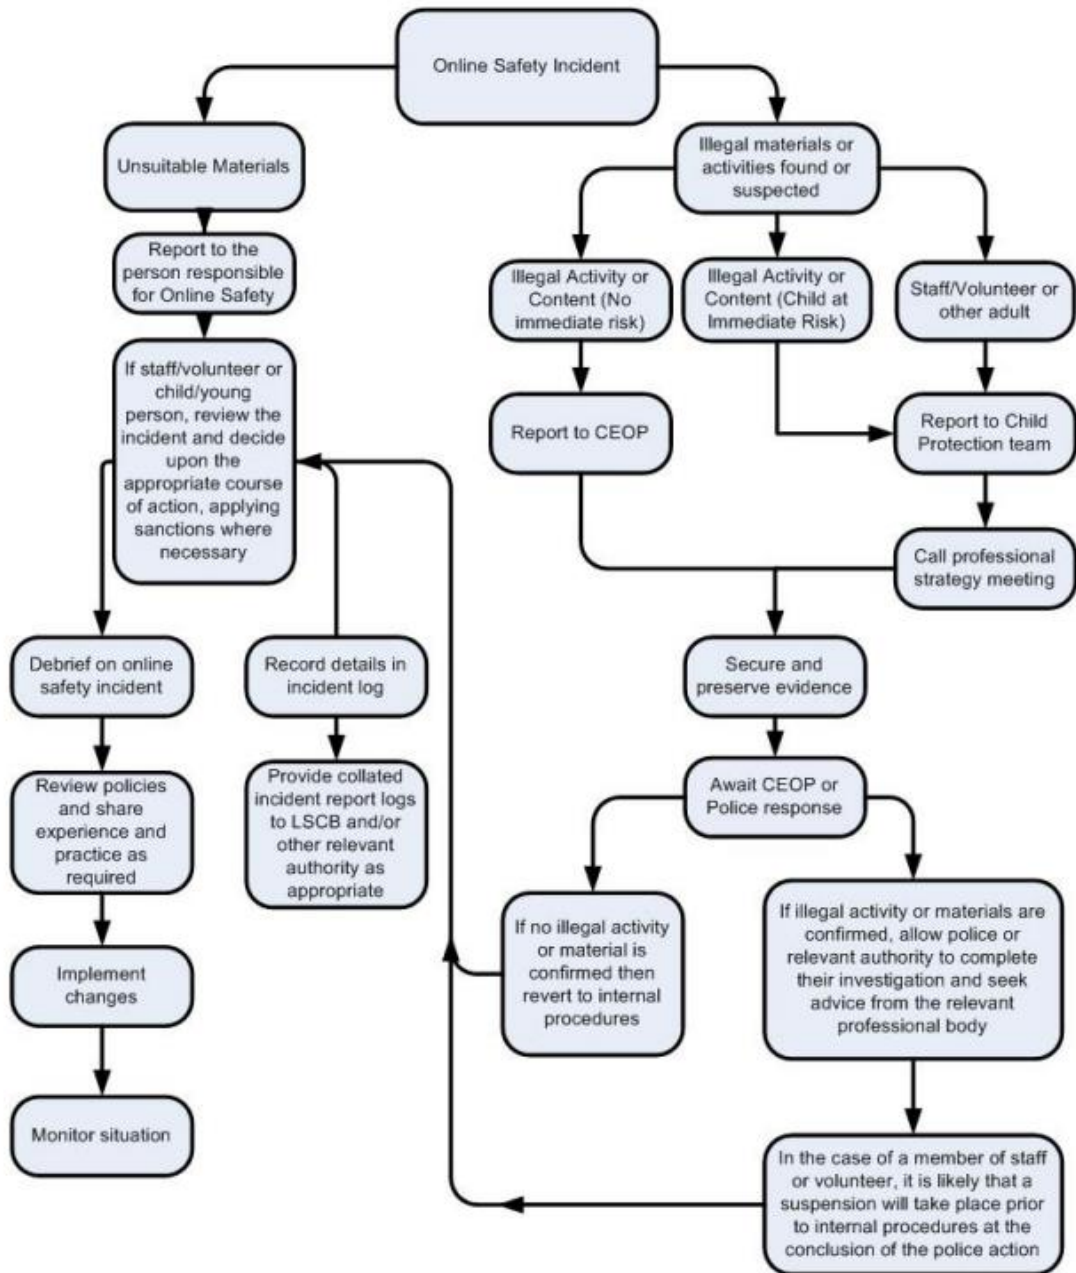 Online Safety Incident
Unsuitable Materials
Illegal materials or
activities found or
suspected
Report to the
person responsible
for Online Safety
Illegal Activity or
Content (No
immediate risk)
Illegal Activity or
Content (Child at
Immediate Risk)
Staff/Volunteer or
other adult
If staff/volunteer or
child/young
person, review the
incident and decide
upon the
appropriate course
of action, applying
sanctions where
necessary
Report to CEOP
Report to Child
Protection team
Call professional
strategy meeting
Debrief on online
safety incident
Record details in
incident log
Secure and
preserve evidence
Review policies
and share
experience and
practice as
required
Provide collated
incident report logs
to LSCB and/or
other relevant
authority as
appropriate
Await CEOP or
Police response
If no illegal activity
or material is
confirmed then
revert to internal
procedures
If illegal activity or materials are
confirmed, allow police or
relevant authority to complete
their investigation and seek
advice from the relevant
professional body
Implement
changes
Monitor situation
In the case of a member of staff
or volunteer, it is likely that a
suspension will take place prior
to internal procedures at the
conclusion of the police action